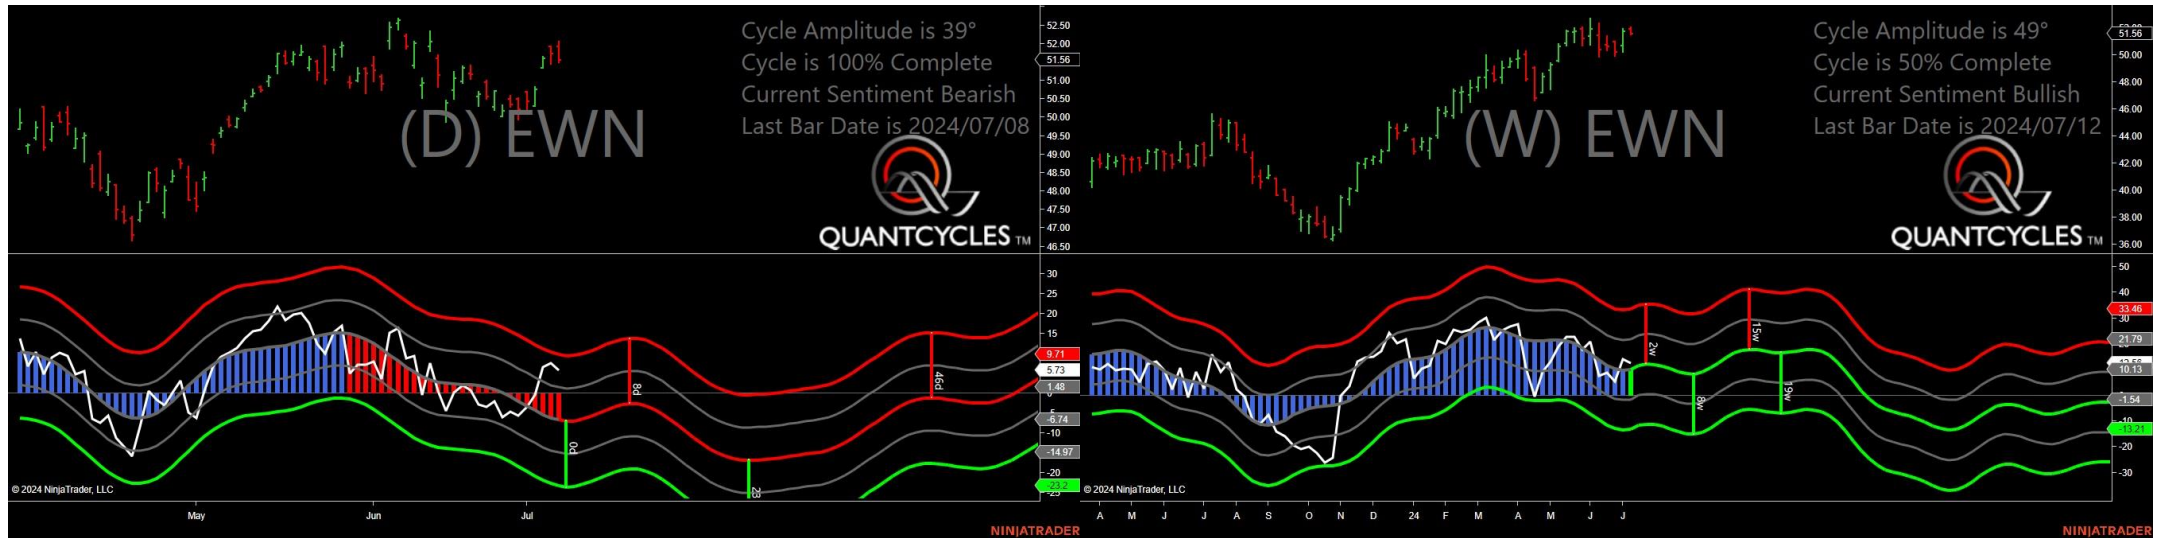 Cycle Amplitude is 39°
Cycle is 100% Complete
Current Sentiment Bearish
Last Bar Date is 2024/07/08
(D) EWN
QUANTCYCLES TM
52.50
52.00
51.56
51.00
50.50
50.00
49.50
49.00
48.50
48.00
47.50
47.00
46.50
30
25
20
15
9.71
5.73
1.48
0
-6.74
-10
-14.97
-20
-23.2
-25
0d
8d
23
46d
© 2024 NinjaTrader, LLC
May
Jun
Jul
NINJATRADER
Cycle Amplitude is 49°
Cycle is 50% Complete
Current Sentiment Bullish
Last Bar Date is 2024/07/12
(W) EWN
QUANTCYCLES TM
51.56
50.00
48.00
46.00
44.00
42.00
40.00
38.00
36.00
50
40
33.46
30
21.79
10.13
-1.54
-10
-13.21
-20
-30
2w
8w
15w
19w
© 2024 NinjaTrader, LLC
A M J J A S O N D 24 F M A M J J
NINJATRADER